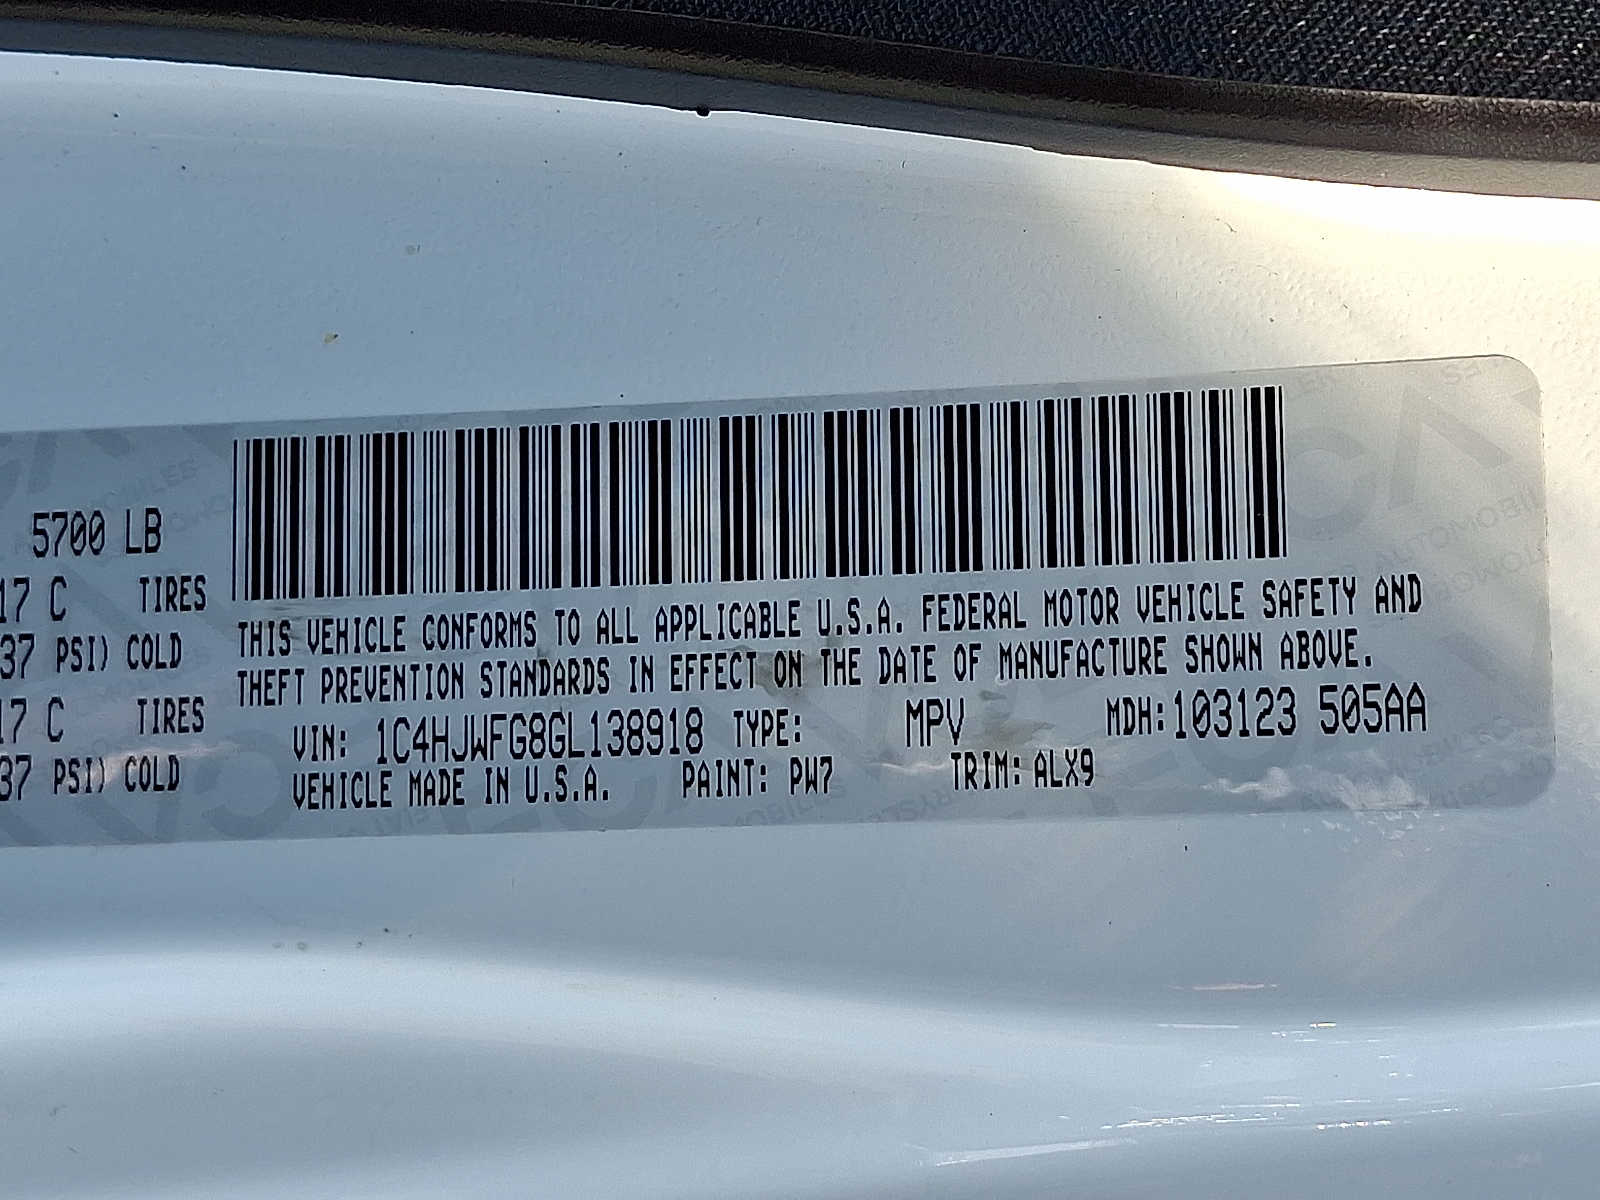 5700 LB
17 C TIRES
37 PSI) COLD
17 C TIRES
37 PSI) COLD
THIS VEHICLE CONFORMS TO ALL APPLICABLE U.S.A. FEDERAL MOTOR VEHICLE SAFETY AND
THEFT PREVENTION STANDARDS IN EFFECT ON THE DATE OF MANUFACTURE SHOWN ABOVE.
VIN: 1C4HJWFG8GL138918 TYPE: MPV MDH:103123 505AA
VEHICLE MADE IN U.S.A. PAINT: PW7 TRIM: ALX9